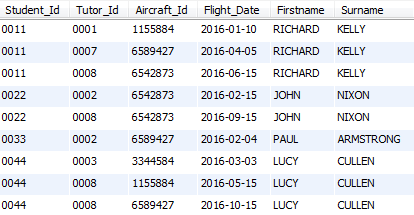 Student_Id Tutor_Id Aircraft_Id Flight_Date Firstname Surname
0011 0001 1155884 2016-01-10 RICHARD KELLY
0011 0007 6589427 2016-04-05 RICHARD KELLY
0011 0008 6542873 2016-06-15 RICHARD KELLY
0022 0002 6542873 2016-02-15 JOHN NIXON
0022 0008 6542873 2016-09-15 JOHN NIXON
0033 0002 6589427 2016-02-04 PAUL ARMSTRONG
0044 0003 3344584 2016-03-03 LUCY CULLEN
0044 0008 1155884 2016-05-15 LUCY CULLEN
0044 0008 6589427 2016-10-15 LUCY CULLEN